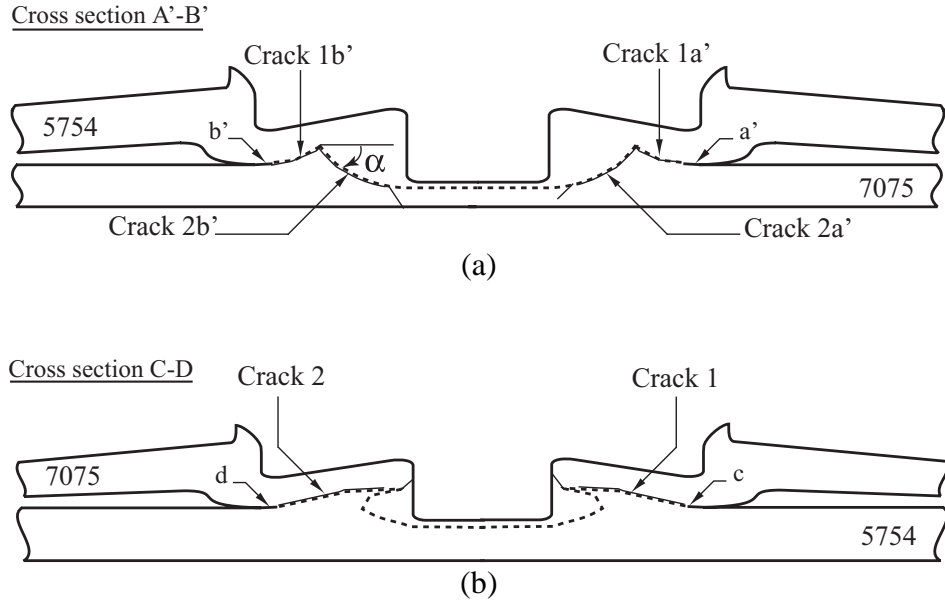 Cross section A'-B'
Crack 1b'
Crack 1a'
5754
b'
a'
α
7075
Crack 2b'
Crack 2a'
(a)
Cross section C-D
Crack 2
Crack 1
7075
d
c
5754
(b)